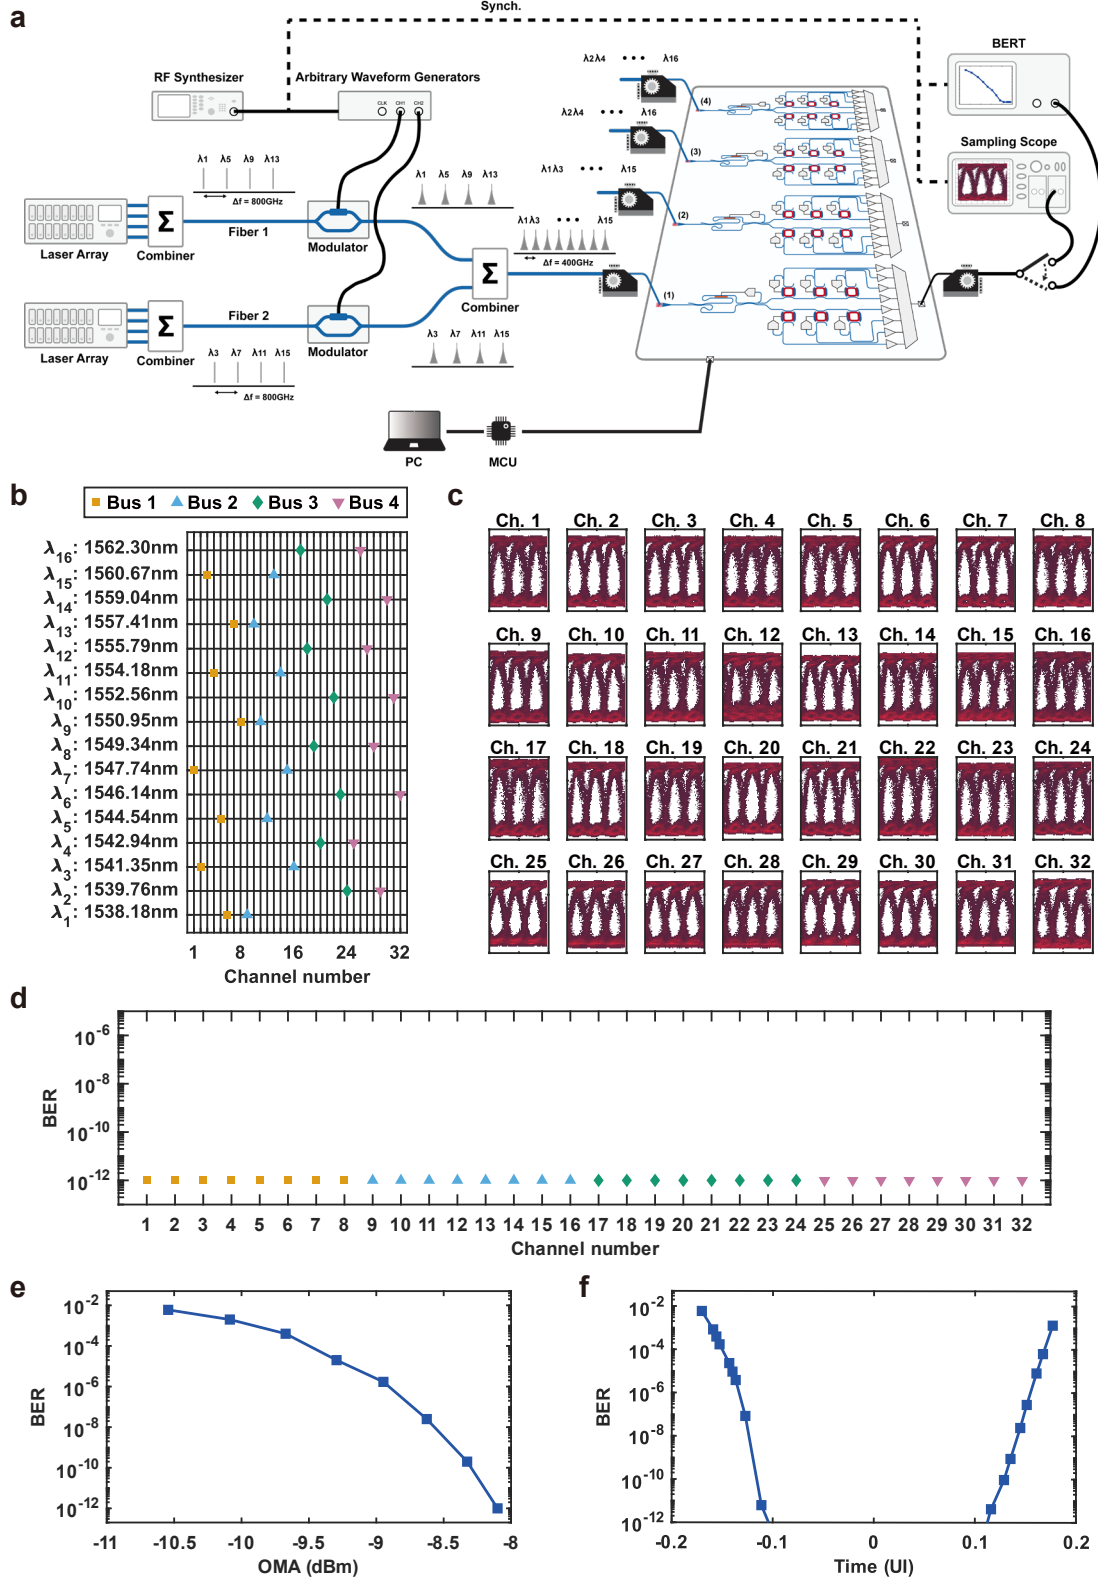 a
Synch.
BERT
RF Synthesizer
Arbitrary Waveform Generators
CLK CH1 CH2
λ2λ4 ••• λ16
(4)
λ2λ4 ••• λ16
(3)
Sampling Scope
λ1 λ5 λ9 λ13
Δf = 800GHz
λ1 λ5 λ9 λ13
λ1λ3 ••• λ15
(2)
λ1λ3 ••• λ15
Δf = 400GHz
Laser Array
Σ
Combiner
Fiber 1
Modulator
Σ
Combiner
(1)
Laser Array
Σ
Combiner
Fiber 2
Modulator
λ3 λ7 λ11 λ15
λ3 λ7 λ11 λ15
Δf = 800GHz
PC
MCU
b
Bus 1 Bus 2 Bus 3 Bus 4
λ16: 1562.30nm
λ15: 1560.67nm
λ14: 1559.04nm
λ13: 1557.41nm
λ12: 1555.79nm
λ11: 1554.18nm
λ10: 1552.56nm
λ9: 1550.95nm
λ8: 1549.34nm
λ7: 1547.74nm
λ6: 1546.14nm
λ5: 1544.54nm
λ4: 1542.94nm
λ3: 1541.35nm
λ2: 1539.76nm
λ1: 1538.18nm
1 8 16 24 32
Channel number
c
Ch. 1 Ch. 2 Ch. 3 Ch. 4 Ch. 5 Ch. 6 Ch. 7 Ch. 8
Ch. 9 Ch. 10 Ch. 11 Ch. 12 Ch. 13 Ch. 14 Ch. 15 Ch. 16
Ch. 17 Ch. 18 Ch. 19 Ch. 20 Ch. 21 Ch. 22 Ch. 23 Ch. 24
Ch. 25 Ch. 26 Ch. 27 Ch. 28 Ch. 29 Ch. 30 Ch. 31 Ch. 32
d
BER
10-6
10-8
10-10
10-12
1 2 3 4 5 6 7 8 9 10 11 12 13 14 15 16 17 18 19 20 21 22 23 24 25 26 27 28 29 30 31 32
Channel number
e
BER
10-2
10-4
10-6
10-8
10-10
10-12
-11 -10.5 -10 -9.5 -9 -8.5 -8
OMA (dBm)
f
BER
10-2
10-4
10-6
10-8
10-10
10-12
-0.2 -0.1 0 0.1 0.2
Time (UI)